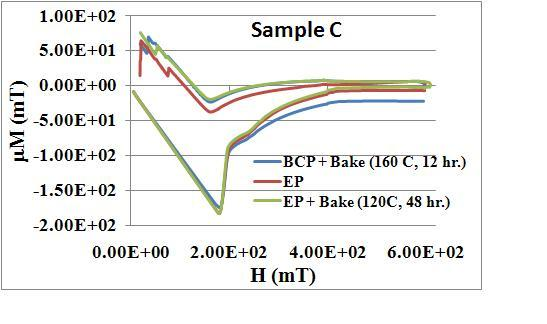 Sample C
1.00E+02
5.00E+01
0.00E+00
-5.00E+01
-1.00E+02
-1.50E+02
-2.00E+02
μM (mT)
BCP + Bake (160 C, 12 hr.)
EP
EP + Bake (120C, 48 hr.)
0.00E+00 2.00E+02 4.00E+02 6.00E+02
H (mT)